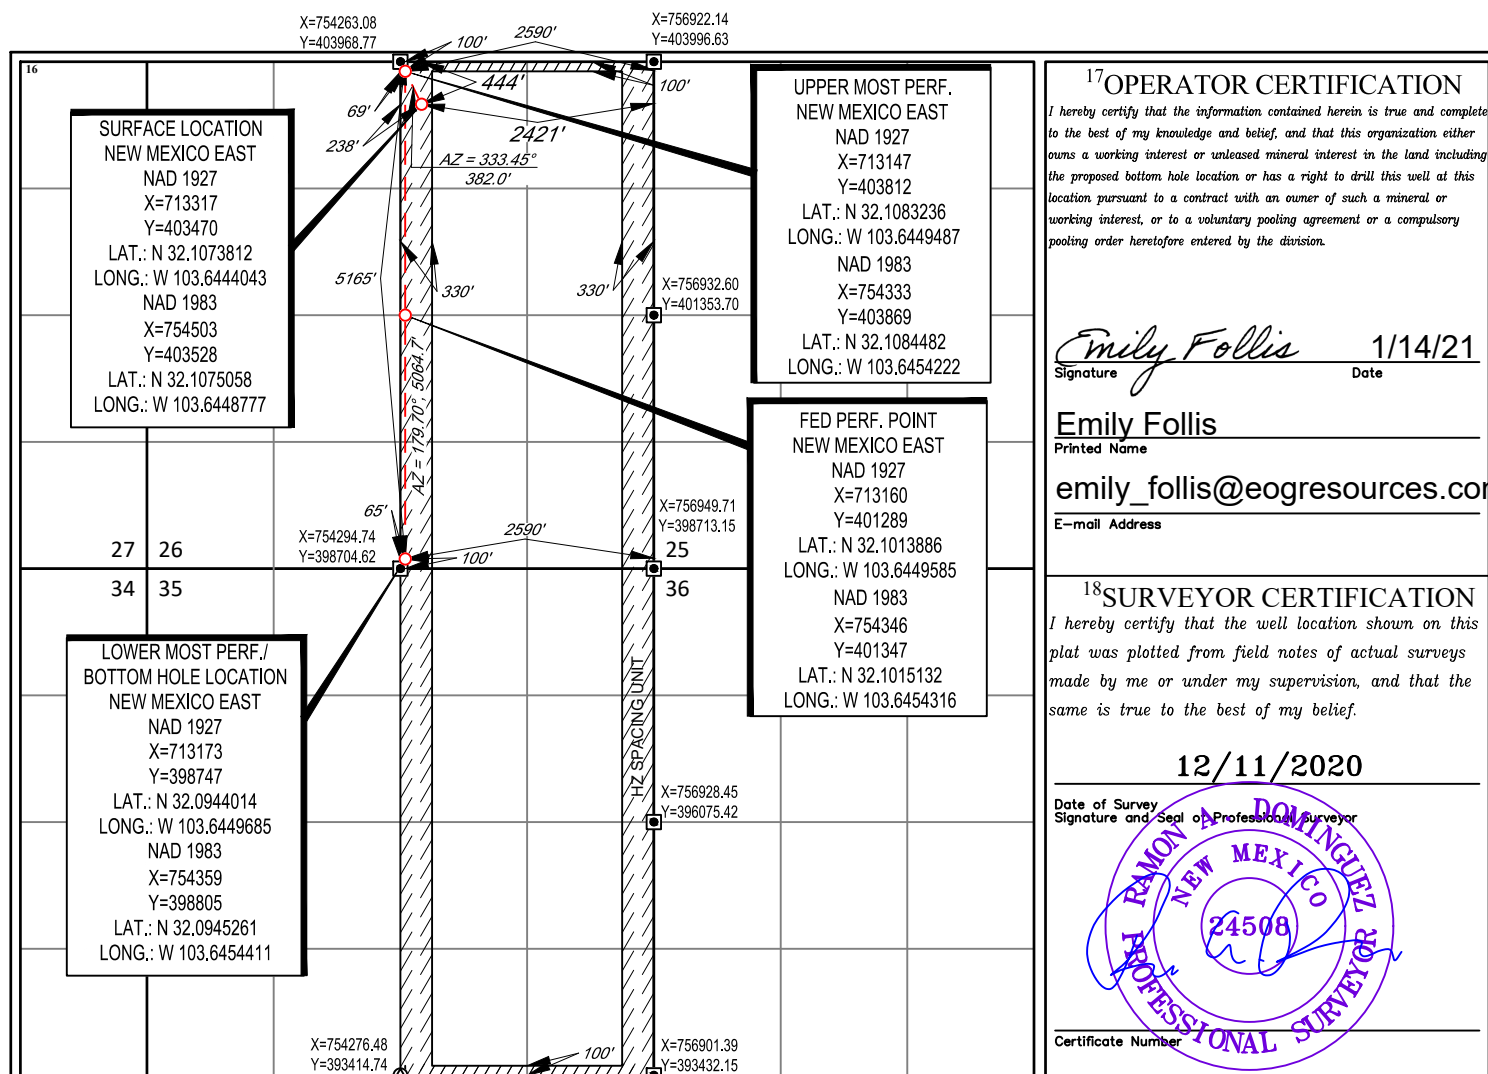 X=754263.08
Y=403968.77
X=756922.14
Y=403996.63
100'
2590'
16
444'
100'
69'
238'
2421'
AZ = 333.45°
382.0'
SURFACE LOCATION
NEW MEXICO EAST
NAD 1927
X=713317
Y=403470
LAT.: N 32.1073812
LONG.: W 103.6444043
NAD 1983
X=754503
Y=403528
LAT.: N 32.1075058
LONG.: W 103.6448777
UPPER MOST PERF.
NEW MEXICO EAST
NAD 1927
X=713147
Y=403812
LAT.: N 32.1083236
LONG.: W 103.6449487
NAD 1983
X=754333
Y=403869
LAT.: N 32.1084482
LONG.: W 103.6454222
5165'
330'
330'
X=756932.60
Y=401353.70
AZ = 179.70°, 5064.7'
FED PERF. POINT
NEW MEXICO EAST
NAD 1927
X=713160
Y=401289
LAT.: N 32.1013886
LONG.: W 103.6449585
NAD 1983
X=754346
Y=401347
LAT.: N 32.1015132
LONG.: W 103.6454316
65'
X=754294.74
Y=398704.62
2590'
100'
X=756949.71
Y=398713.15
27 26
34 35
25
36
LOWER MOST PERF./
BOTTOM HOLE LOCATION
NEW MEXICO EAST
NAD 1927
X=713173
Y=398747
LAT.: N 32.0944014
LONG.: W 103.6449685
NAD 1983
X=754359
Y=398805
LAT.: N 32.0945261
LONG.: W 103.6454411
HZ SPACING UNIT
X=756928.45
Y=396075.42
X=754276.48
Y=393414.74
100'
X=756901.39
Y=393432.15
17 OPERATOR CERTIFICATION
I hereby certify that the information contained herein is true and complete
to the best of my knowledge and belief, and that this organization either
owns a working interest or unleased mineral interest in the land including
the proposed bottom hole location or has a right to drill this well at this
location pursuant to a contract with an owner of such a mineral or
working interest, or to a voluntary pooling agreement or a compulsory
pooling order heretofore entered by the division.
Emily Follis 1/14/21
Signature Date
Emily Follis
Printed Name
emily_follis@eogresources.com
E-mail Address
18 SURVEYOR CERTIFICATION
I hereby certify that the well location shown on this
plat was plotted from field notes of actual surveys
made by me or under my supervision, and that the
same is true to the best of my belief.
12/11/2020
Date of Survey
Signature and Seal of Professional Surveyor
RAMON A. DOMINGUEZ
NEW MEXICO
24508
PROFESSIONAL SURVEYOR
Certificate Number